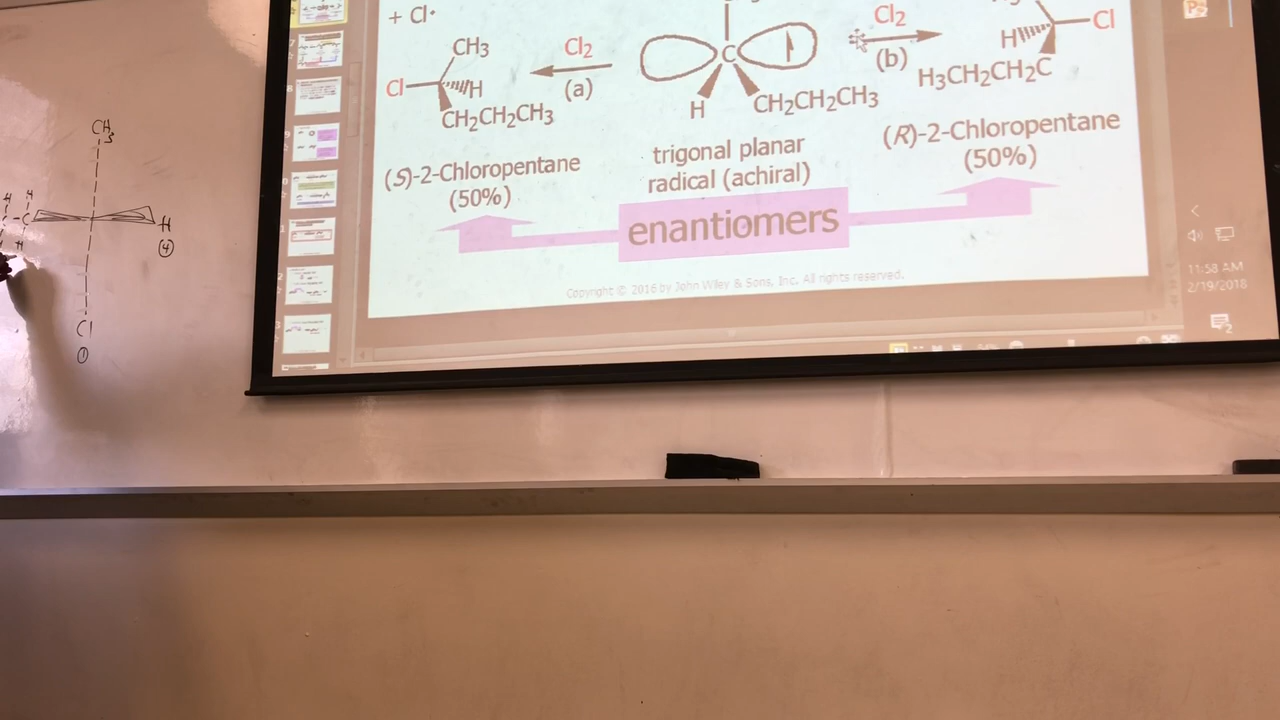 + Cl·
CH3
Cl
H
CH2CH2CH3
Cl2
(a)
C
H
CH2CH2CH3
Cl2
(b)
Cl
H
H3CH2CH2C
(S)-2-Chloropentane
(50%)
trigonal planar
radical (achiral)
(R)-2-Chloropentane
(50%)
enantiomers
Copyright © 2016 by John Wiley & Sons, Inc. All rights reserved.
11:58 AM
2/19/2018
CH3
H
H
C
H
H
4
Cl
1